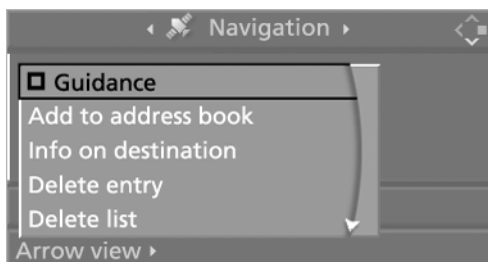 Navigation
Guidance
Add to address book
Info on destination
Delete entry
Delete list
Arrow view